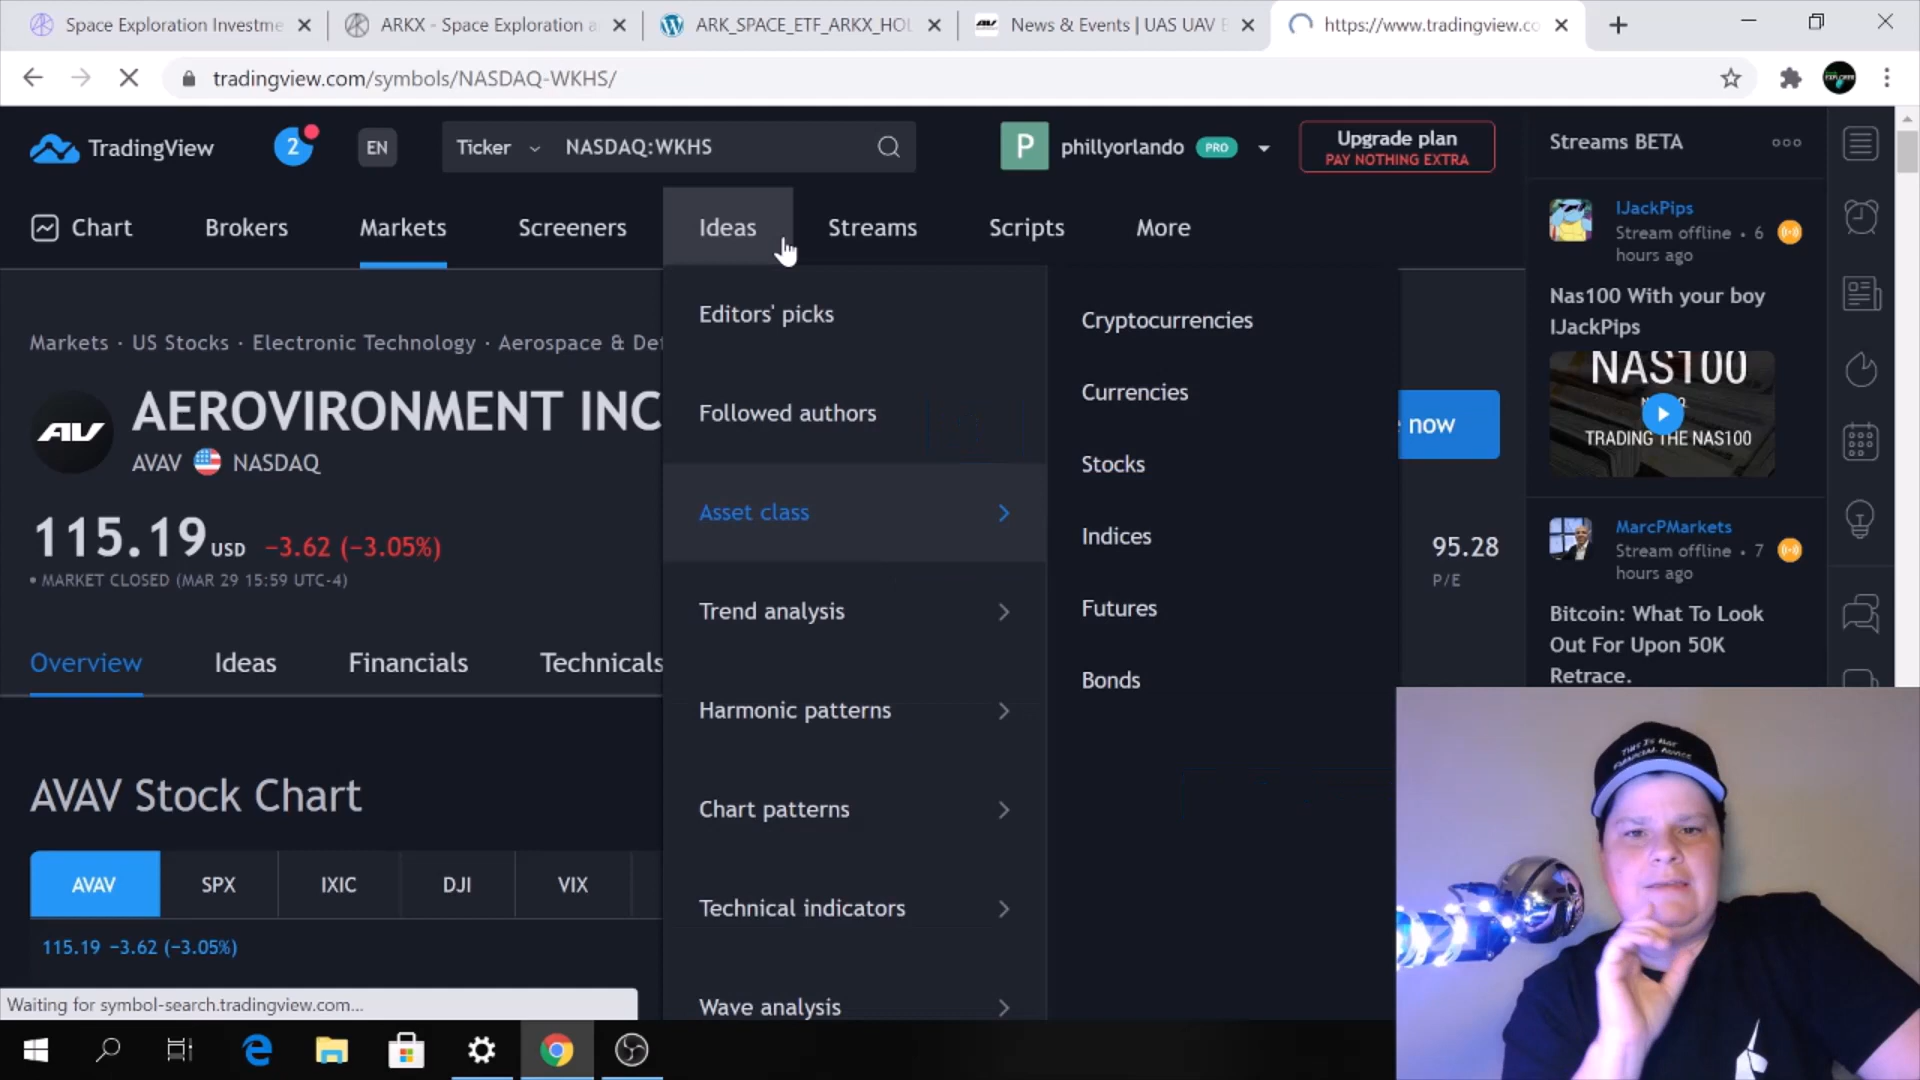 Space Exploration Investme
ARKX - Space Exploration a
ARK_SPACE_ETF_ARKX_HOL
News & Events | UAS UAV E
https://www.tradingview.co
tradingview.com/symbols/NASDAQ-WKHS/
TradingView
2
EN
Ticker
NASDAQ:WKHS
P
phillyorlando
PRO
Upgrade plan
PAY NOTHING EXTRA
Streams BETA
Chart
Brokers
Markets
Screeners
Ideas
Streams
Scripts
More
IJackPips
Stream offline • 6
hours ago
Nas100 With your boy
IJackPips
NAS100
TRADING THE NAS100
Markets · US Stocks · Electronic Technology · Aerospace & De
AEROVIRONMENT INC
AV
AVAV
NASDAQ
115.19 USD −3.62 (−3.05%)
• MARKET CLOSED (MAR 29 15:59 UTC-4)
Editors' picks
Followed authors
Asset class
Trend analysis
Harmonic patterns
Chart patterns
Technical indicators
Wave analysis
Cryptocurrencies
Currencies
Stocks
Indices
Futures
Bonds
now
95.28
P/E
MarcPMarkets
Stream offline • 7
hours ago
Bitcoin: What To Look
Out For Upon 50K
Retrace.
Overview
Ideas
Financials
Technicals
AVAV Stock Chart
AVAV
SPX
IXIC
DJI
VIX
115.19 −3.62 (−3.05%)
Waiting for symbol-search.tradingview.com...
THIS IS NOT
FINANCIAL ADVICE